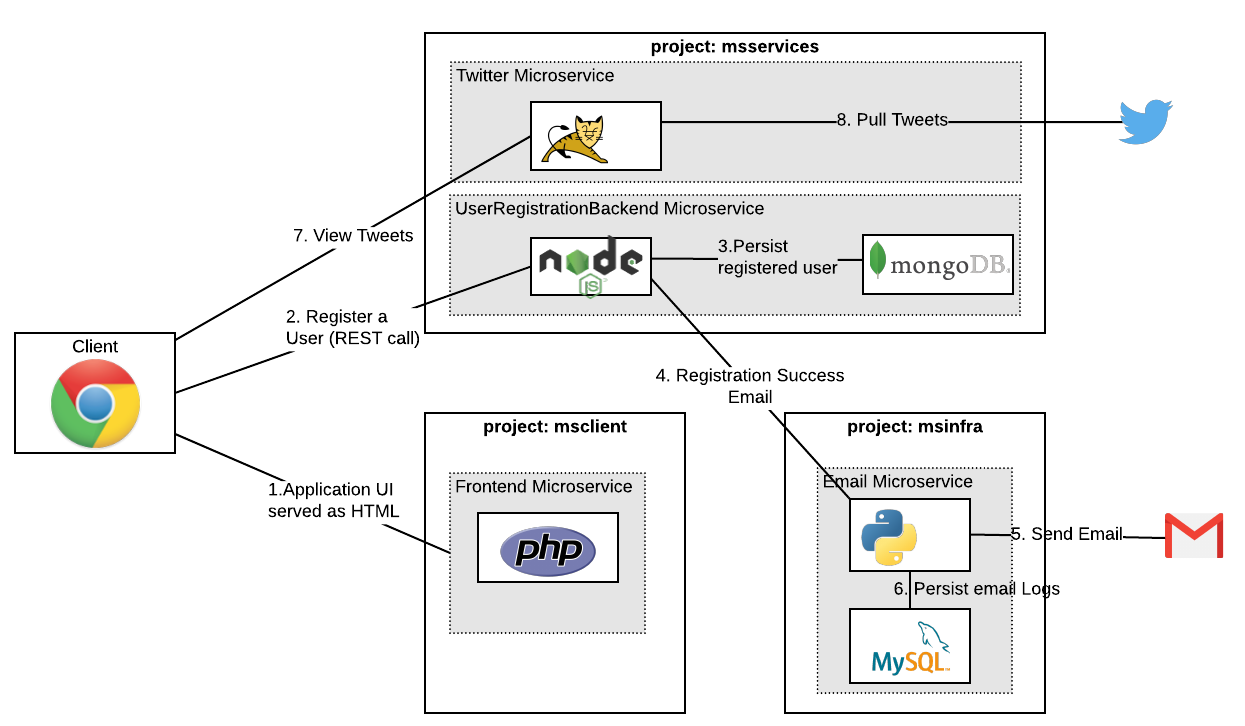 project: msservices
Twitter Microservice
8. Pull Tweets
UserRegistrationBackend Microservice
7. View Tweets
node
JS
3.Persist
registered user
mongoDB
2. Register a
User (REST call)
Client
4. Registration Success
Email
project: msclient
project: msinfra
Frontend Microservice
Email Microservice
1.Application UI
served as HTML
php
5. Send Email
6. Persist email Logs
MySQL